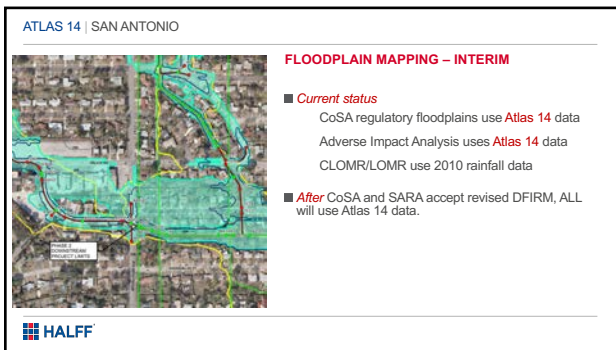 ATLAS 14 | SAN ANTONIO
FLOODPLAIN MAPPING – INTERIM
Current status
CoSA regulatory floodplains use Atlas 14 data
Adverse Impact Analysis uses Atlas 14 data
CLOMR/LOMR use 2010 rainfall data
After CoSA and SARA accept revised DFIRM, ALL
will use Atlas 14 data.
PHASE 2
DOWNSTREAM
PROJECT LIMITS
HALFF